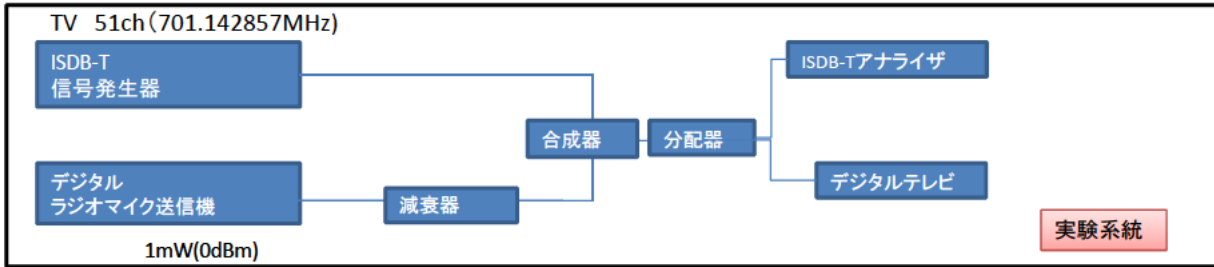 TV 51ch(701.142857MHz)
ISDB-T
信号発生器
ISDB-Tアナライザ
合成器
分配器
デジタル
ラジオマイク送信機
減衰器
デジタルテレビ
実験系統
1mW(0dBm)